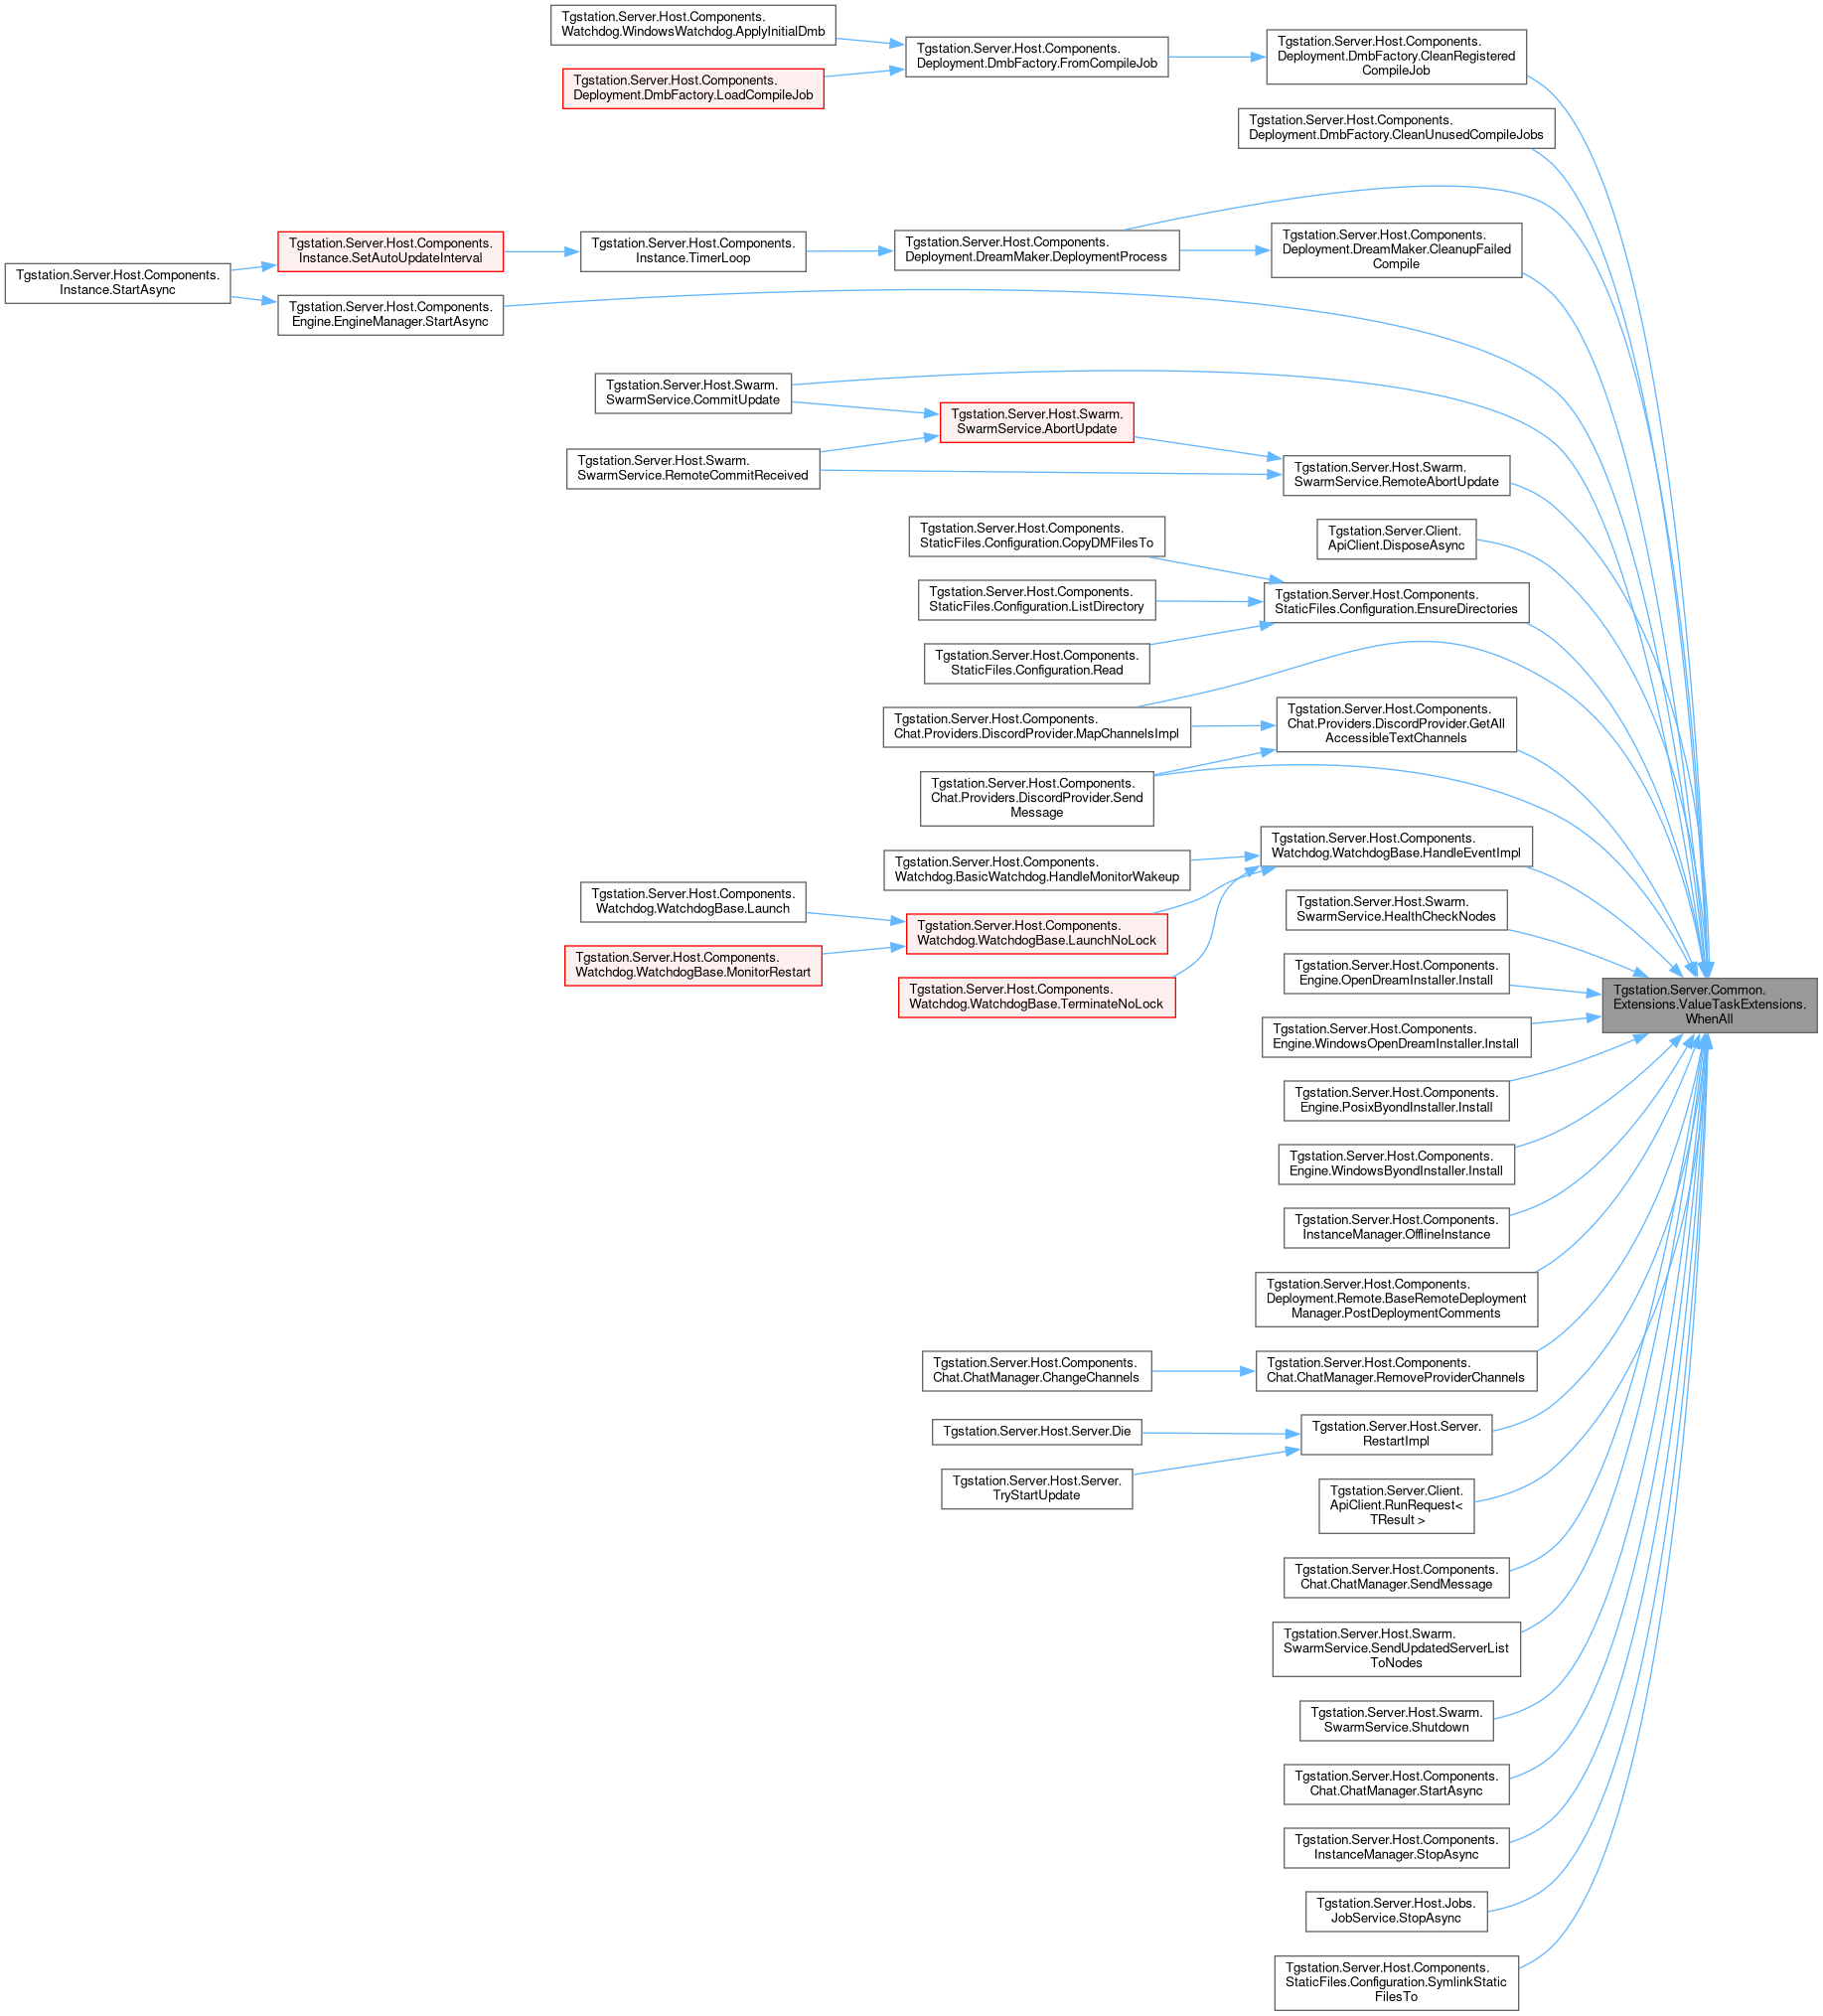 Tgstation.Server.Host.Components.
Watchdog.WindowsWatchdog.ApplyInitialDmb
Tgstation.Server.Host.Components.
Deployment.DmbFactory.LoadCompileJob
Tgstation.Server.Host.Components.
Deployment.DmbFactory.FromCompileJob
Tgstation.Server.Host.Components.
Deployment.DmbFactory.CleanRegistered
CompileJob
Tgstation.Server.Host.Components.
Deployment.DmbFactory.CleanUnusedCompileJobs
Tgstation.Server.Host.Components.
Instance.StartAsync
Tgstation.Server.Host.Components.
Instance.SetAutoUpdateInterval
Tgstation.Server.Host.Components.
Engine.EngineManager.StartAsync
Tgstation.Server.Host.Components.
Instance.TimerLoop
Tgstation.Server.Host.Components.
Deployment.DreamMaker.DeploymentProcess
Tgstation.Server.Host.Components.
Deployment.DreamMaker.CleanupFailed
Compile
Tgstation.Server.Host.Swarm.
SwarmService.CommitUpdate
Tgstation.Server.Host.Swarm.
SwarmService.AbortUpdate
Tgstation.Server.Host.Swarm.
SwarmService.RemoteCommitReceived
Tgstation.Server.Host.Swarm.
SwarmService.RemoteAbortUpdate
Tgstation.Server.Client.
ApiClient.DisposeAsync
Tgstation.Server.Host.Components.
StaticFiles.Configuration.CopyDMFilesTo
Tgstation.Server.Host.Components.
StaticFiles.Configuration.ListDirectory
Tgstation.Server.Host.Components.
StaticFiles.Configuration.Read
Tgstation.Server.Host.Components.
StaticFiles.Configuration.EnsureDirectories
Tgstation.Server.Host.Components.
Chat.Providers.DiscordProvider.MapChannelsImpl
Tgstation.Server.Host.Components.
Chat.Providers.DiscordProvider.GetAll
AccessibleTextChannels
Tgstation.Server.Host.Components.
Chat.Providers.DiscordProvider.Send
Message
Tgstation.Server.Host.Components.
Watchdog.WatchdogBase.HandleEventImpl
Tgstation.Server.Host.Components.
Watchdog.BasicWatchdog.HandleMonitorWakeup
Tgstation.Server.Host.Components.
Watchdog.WatchdogBase.Launch
Tgstation.Server.Host.Components.
Watchdog.WatchdogBase.MonitorRestart
Tgstation.Server.Host.Components.
Watchdog.WatchdogBase.LaunchNoLock
Tgstation.Server.Host.Components.
Watchdog.WatchdogBase.TerminateNoLock
Tgstation.Server.Host.Swarm.
SwarmService.HealthCheckNodes
Tgstation.Server.Host.Components.
Engine.OpenDreamInstaller.Install
Tgstation.Server.Common.
Extensions.ValueTaskExtensions.
WhenAll
Tgstation.Server.Host.Components.
Engine.WindowsOpenDreamInstaller.Install
Tgstation.Server.Host.Components.
Engine.PosixByondInstaller.Install
Tgstation.Server.Host.Components.
Engine.WindowsByondInstaller.Install
Tgstation.Server.Host.Components.
InstanceManager.OfflineInstance
Tgstation.Server.Host.Components.
Deployment.Remote.BaseRemoteDeployment
Manager.PostDeploymentComments
Tgstation.Server.Host.Components.
Chat.ChatManager.ChangeChannels
Tgstation.Server.Host.Components.
Chat.ChatManager.RemoveProviderChannels
Tgstation.Server.Host.Server.Die
Tgstation.Server.Host.Server.
TryStartUpdate
Tgstation.Server.Host.Server.
RestartImpl
Tgstation.Server.Client.
ApiClient.RunRequest<
TResult >
Tgstation.Server.Host.Components.
Chat.ChatManager.SendMessage
Tgstation.Server.Host.Swarm.
SwarmService.SendUpdatedServerList
ToNodes
Tgstation.Server.Host.Swarm.
SwarmService.Shutdown
Tgstation.Server.Host.Components.
Chat.ChatManager.StartAsync
Tgstation.Server.Host.Components.
InstanceManager.StopAsync
Tgstation.Server.Host.Jobs.
JobService.StopAsync
Tgstation.Server.Host.Components.
StaticFiles.Configuration.SymlinkStatic
FilesTo